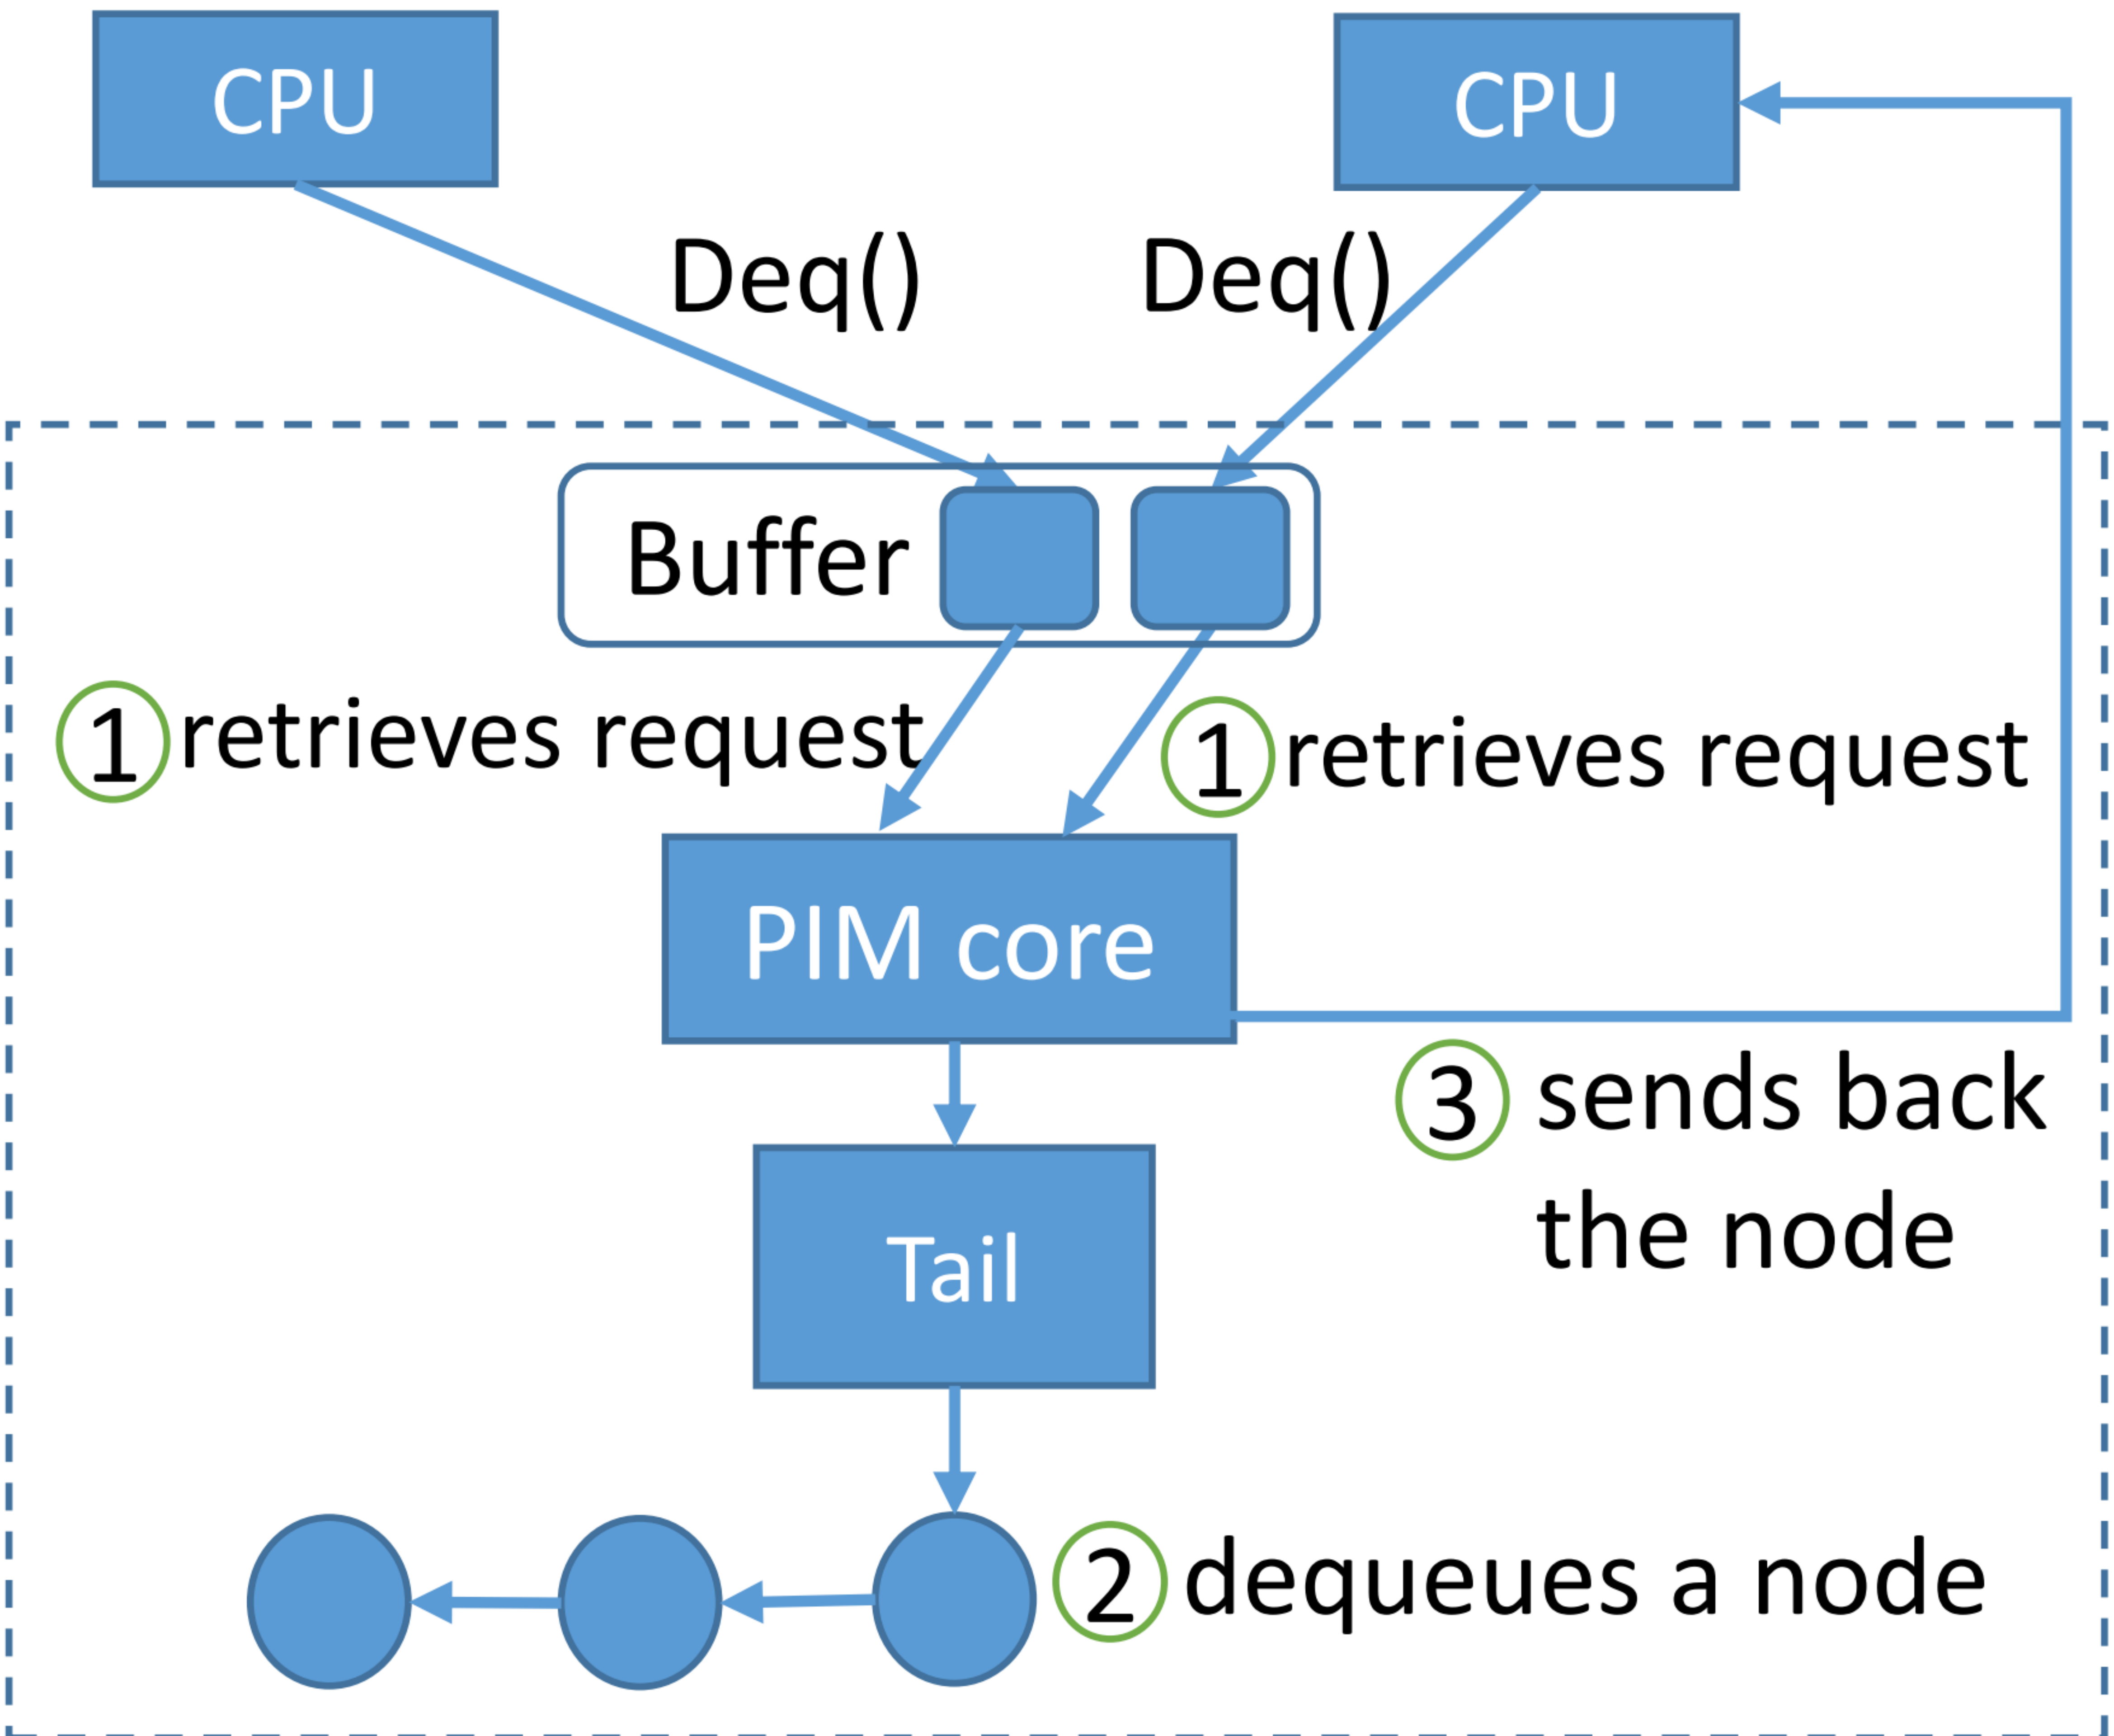 CPU
CPU
Deq()
Deq()
Buffer
1 retrieves request
1 retrieves request
PIM core
3 sends back
the node
Tail
2 dequeues a node